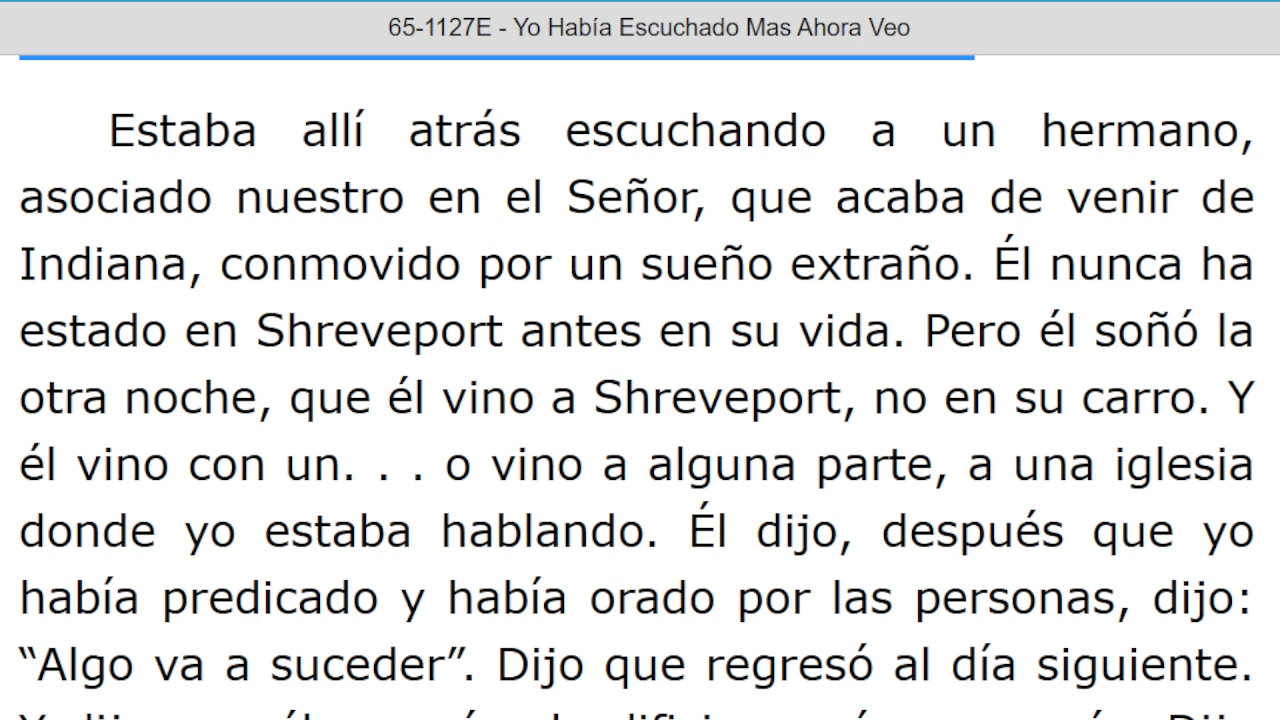 65-1127E - Yo Había Escuchado Mas Ahora Veo
Estaba allí atrás escuchando a un hermano,
asociado nuestro en el Señor, que acaba de venir de
Indiana, conmovido por un sueño extraño. Él nunca ha
estado en Shreveport antes en su vida. Pero él soñó la
otra noche, que él vino a Shreveport, no en su carro. Y
él vino con un. . . o vino a alguna parte, a una iglesia
donde yo estaba hablando. Él dijo, después que yo
había predicado y había orado por las personas, dijo:
“Algo va a suceder”. Dijo que regresó al día siguiente.